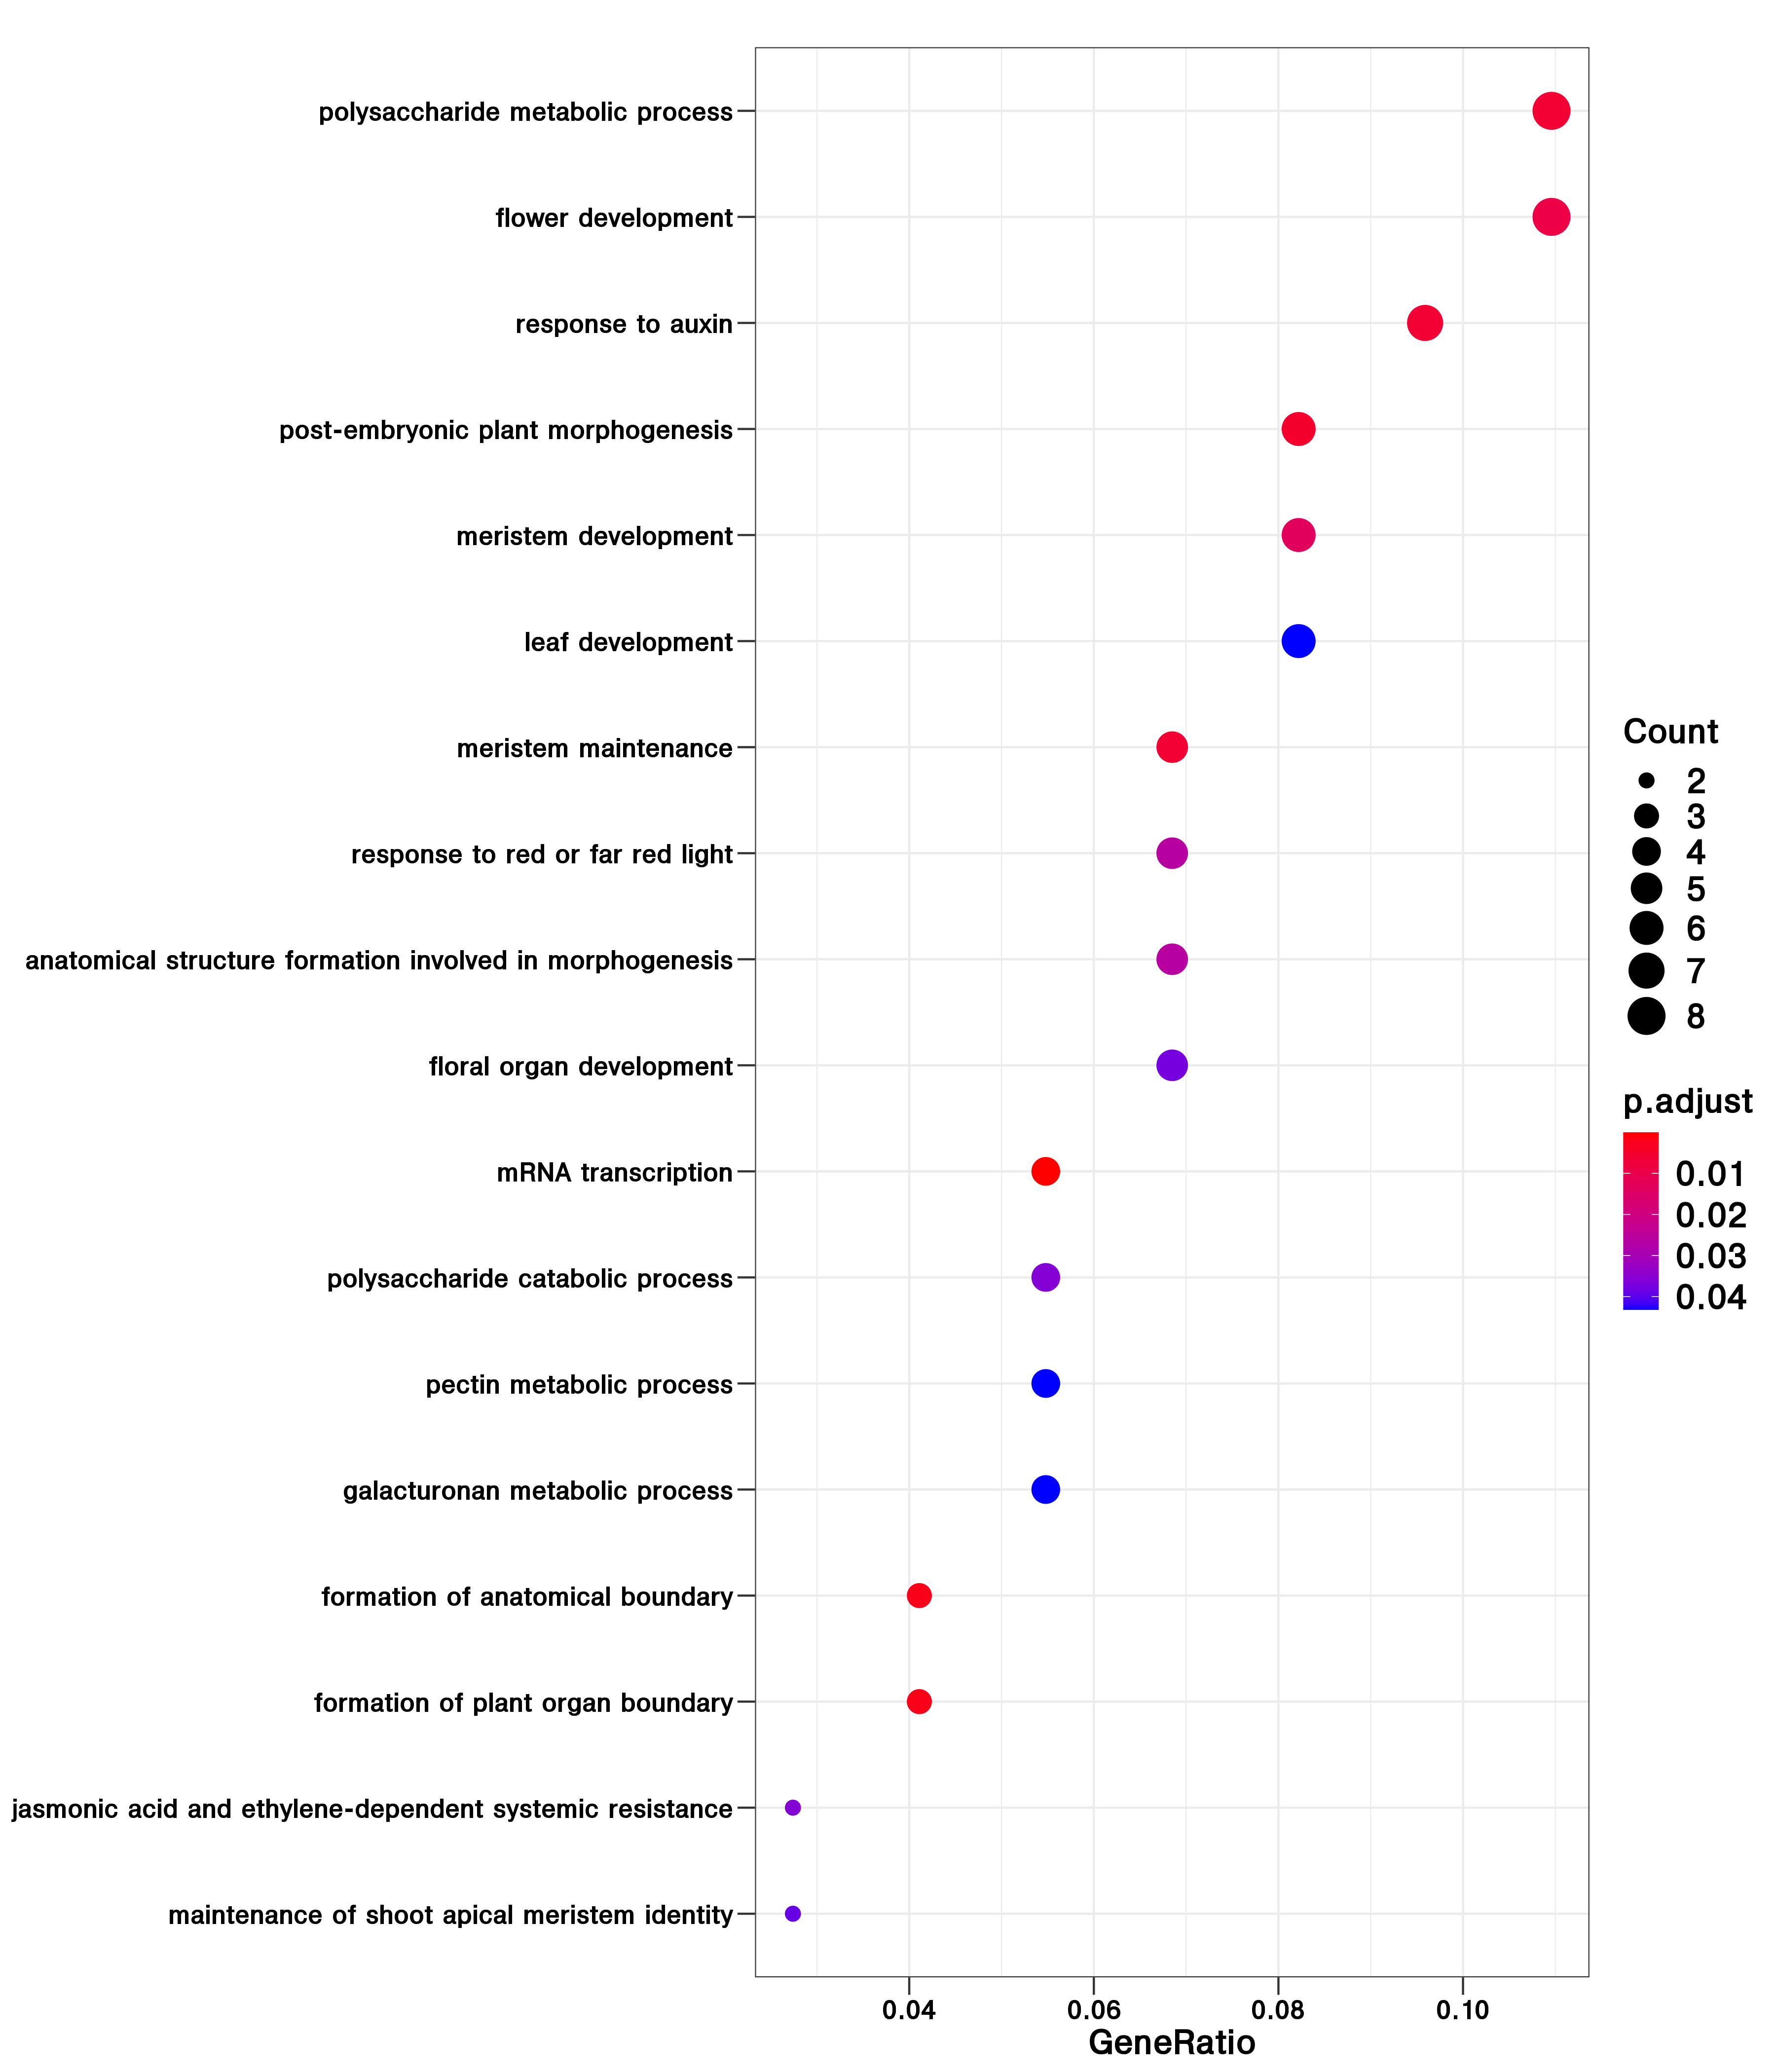 polysaccharide metabolic process
flower development
response to auxin
post-embryonic plant morphogenesis
meristem development
leaf development
meristem maintenance
response to red or far red light
anatomical structure formation involved in morphogenesis
floral organ development
mRNA transcription
polysaccharide catabolic process
pectin metabolic process
galacturonan metabolic process
formation of anatomical boundary
formation of plant organ boundary
jasmonic acid and ethylene-dependent systemic resistance
maintenance of shoot apical meristem identity
0.04 0.06 0.08 0.10
GeneRatio
Count
2
3
4
5
6
7
8
p.adjust
0.01
0.02
0.03
0.04